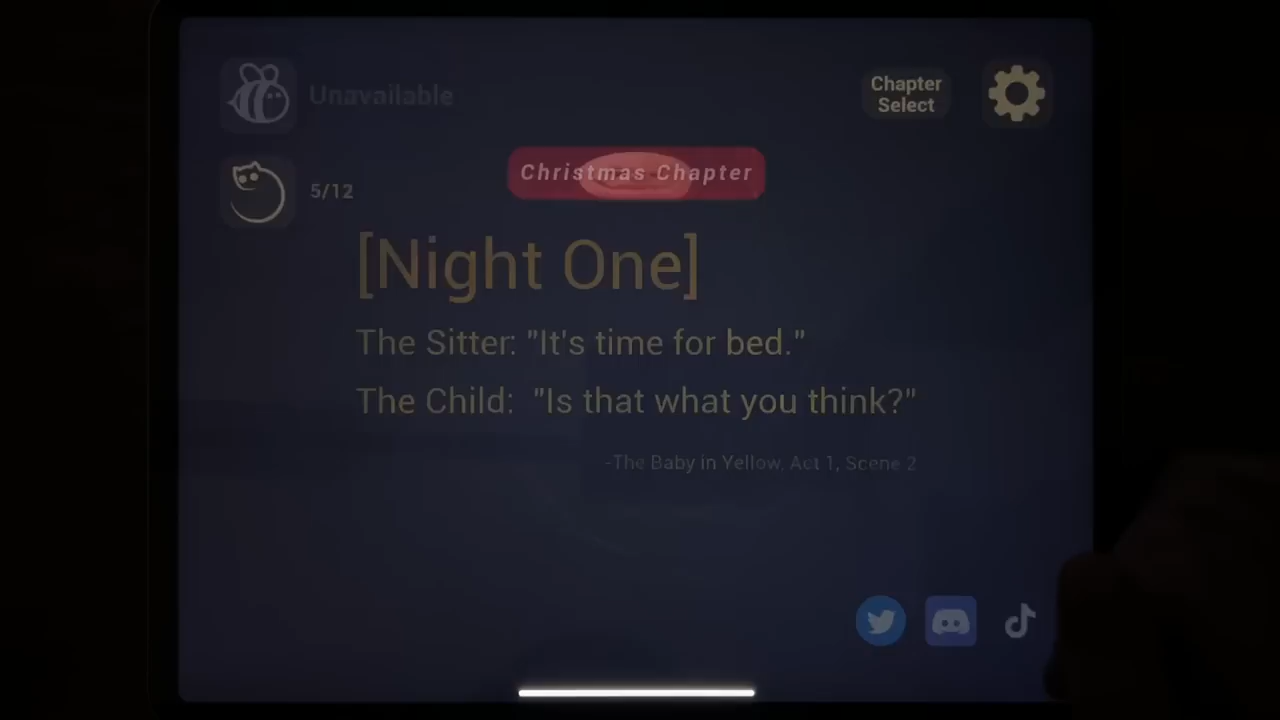 Unavailable
Chapter
Select
Christmas Chapter
5/12
[Night One]
The Sitter: "It's time for bed."
The Child:  "Is that what you think?"
-The Baby in Yellow, Act 1, Scene 2